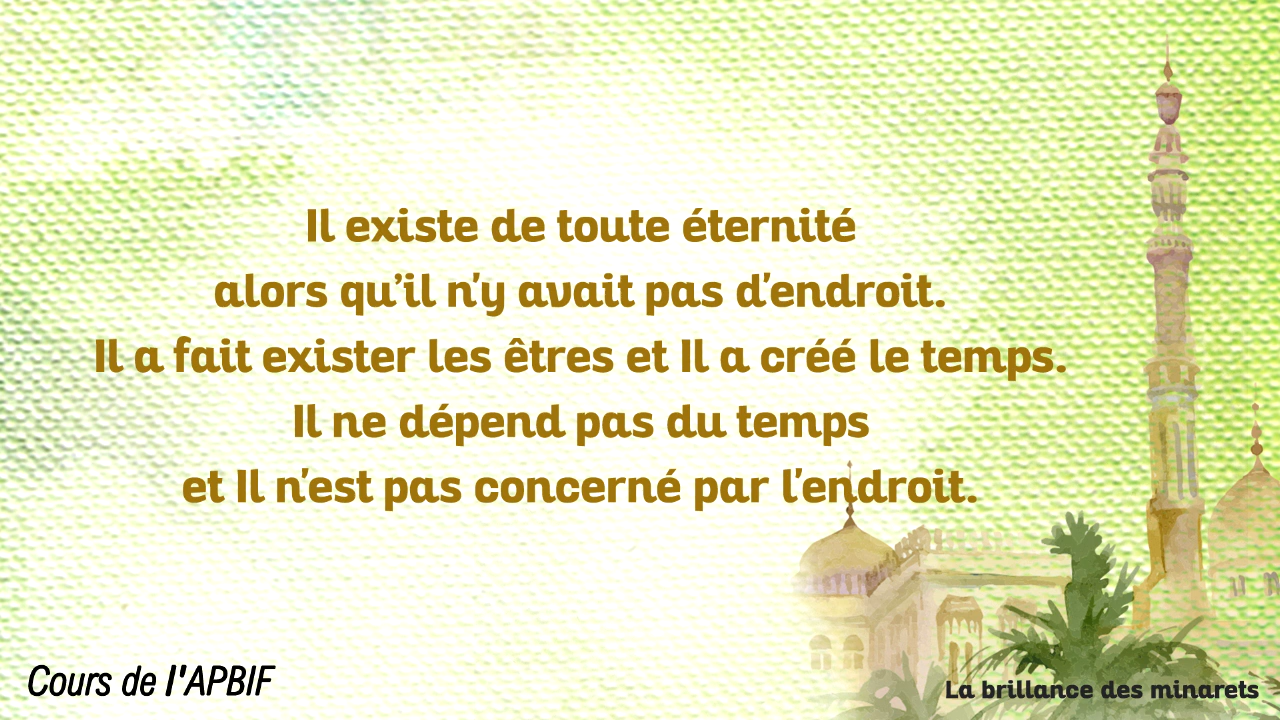 Il existe de toute éternité
alors qu’il n'y avait pas d'endroit.
Il a fait exister les êtres et Il a créé le temps.
Il ne dépend pas du temps
et Il n'est pas concerné par l'endroit.
Cours de l'APBIF
La brillance des minarets